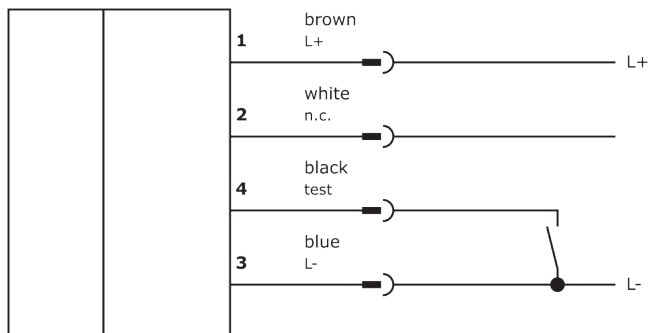 brown
1 L+
L+
white
2 n.c.
black
4 test
blue
3 L-
L-